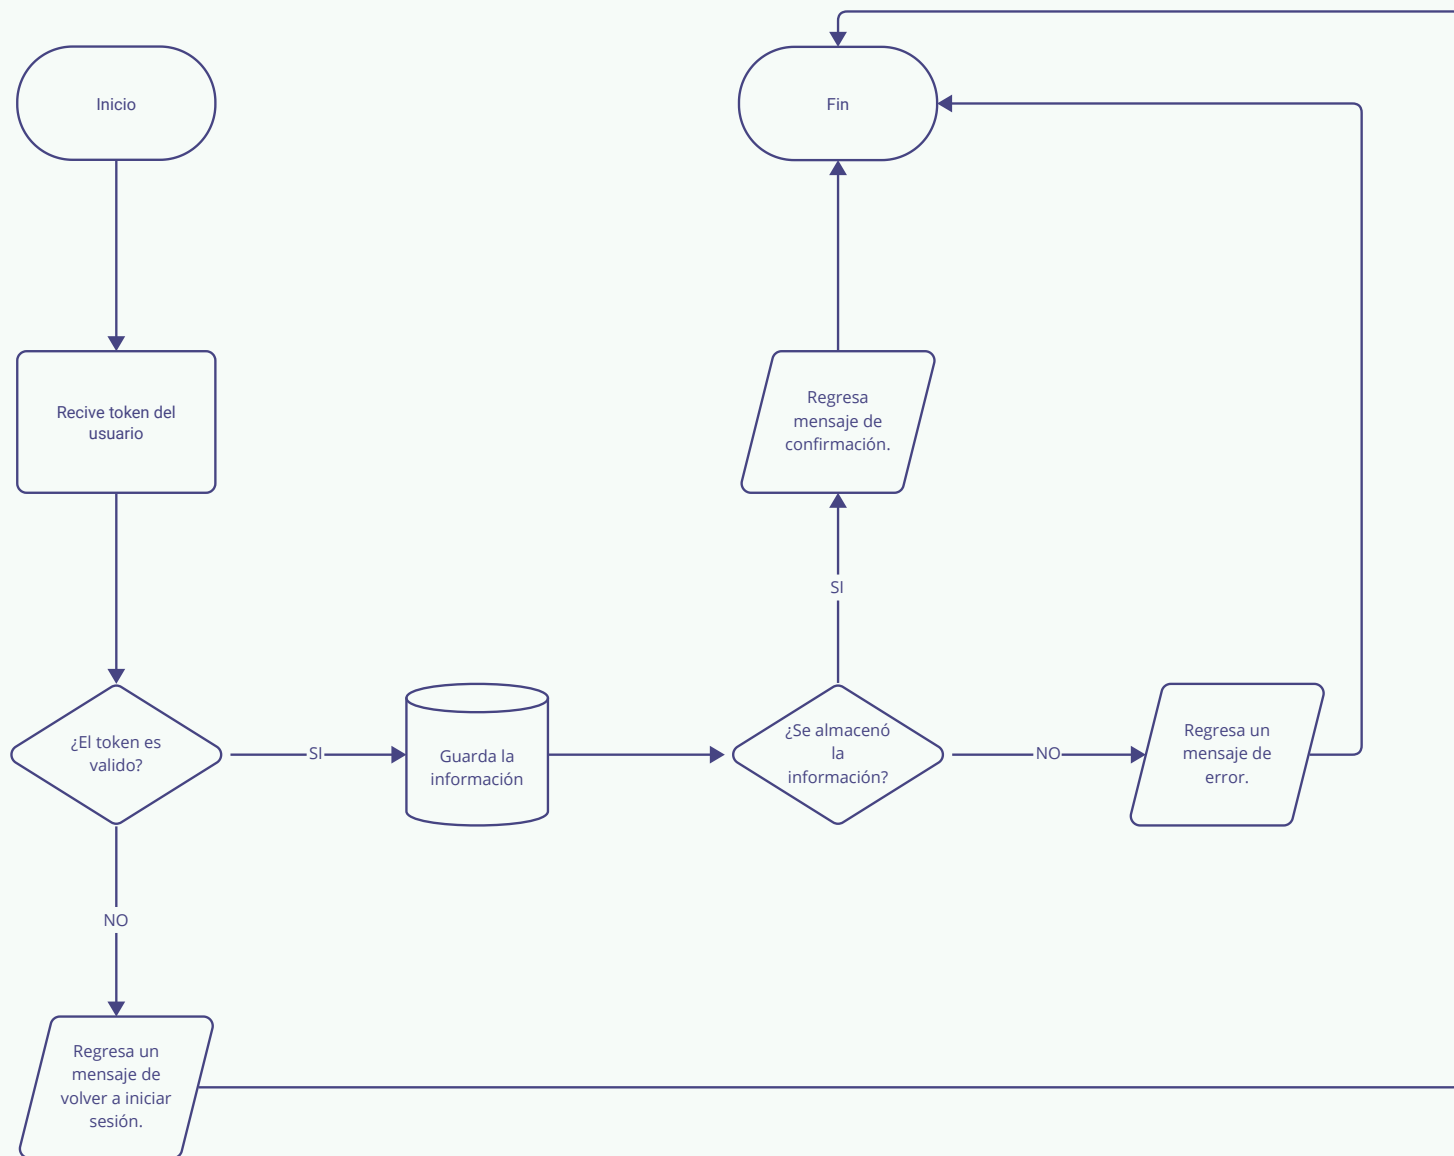 Inicio
Fin
Recive token del
usuario
Regresa
mensaje de
confirmación.
SI
¿El token es
valido?
SI
Guarda la
información
¿Se almacenó
la
información?
NO
Regresa un
mensaje de
error.
NO
Regresa un
mensaje de
volver a iniciar
sesión.